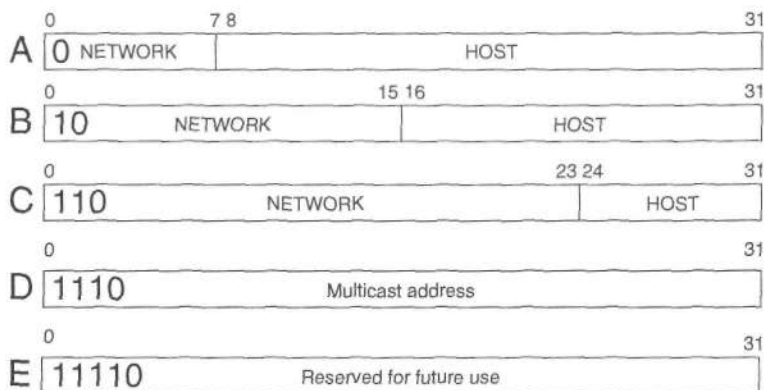 0 7 8 31
A 0 NETWORK HOST
0 15 16 31
B 10 NETWORK HOST
0 23 24 31
C 110 NETWORK HOST
0 31
D 1110 Multicast address
0 31
E 11110 Reserved for future use